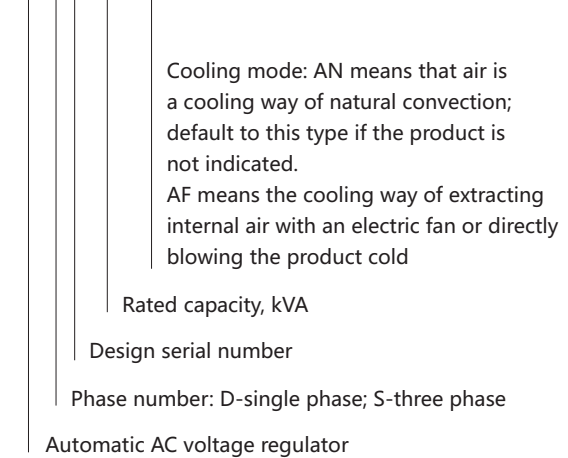 Cooling mode: AN means that air is
a cooling way of natural convection;
default to this type if the product is
not indicated.
AF means the cooling way of extracting
internal air with an electric fan or directly
blowing the product cold
Rated capacity, kVA
Design serial number
Phase number: D-single phase; S-three phase
Automatic AC voltage regulator